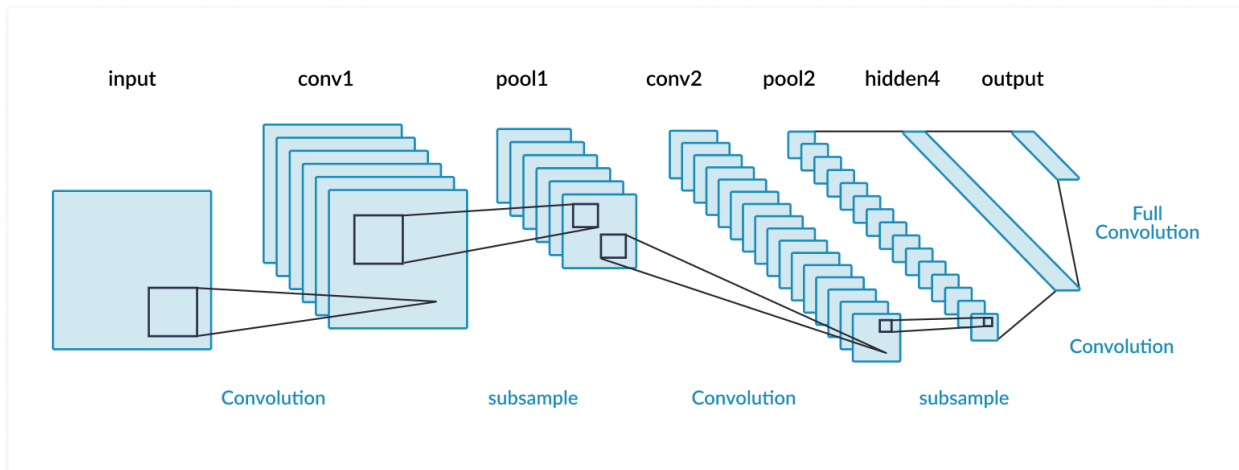 input conv1 pool1 conv2 pool2 hidden4 output
Full
Convolution
Convolution
Convolution subsample Convolution subsample